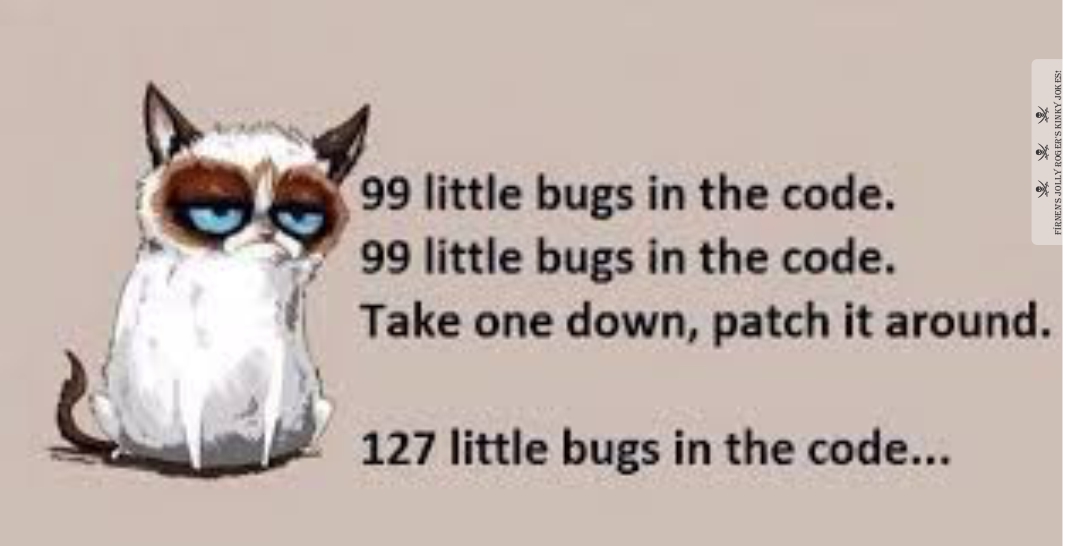 99 little bugs in the code.
99 little bugs in the code.
Take one down, patch it around.
127 little bugs in the code...
FÍRNEN'S JOLLY ROGER'S KINKY JOKES!